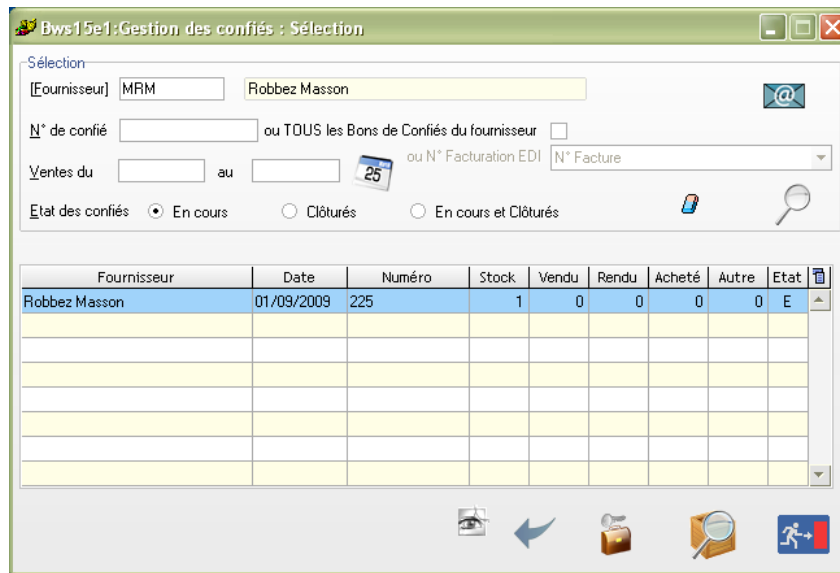 Bws15e1:Gestion des confiés : Sélection
Sélection
[Fournisseur] MRM Robbez Masson
N° de confié ou TOUS les Bons de Confiés du fournisseur
ou N° Facturation EDI N° Facture
Ventes du au 25
Etat des confiés En cours Clôturés En cours et Clôturés
Fournisseur Date Numéro Stock Vendu Rendu Acheté Autre Etat
Robbez Masson 01/09/2009 225 1 0 0 0 0 E